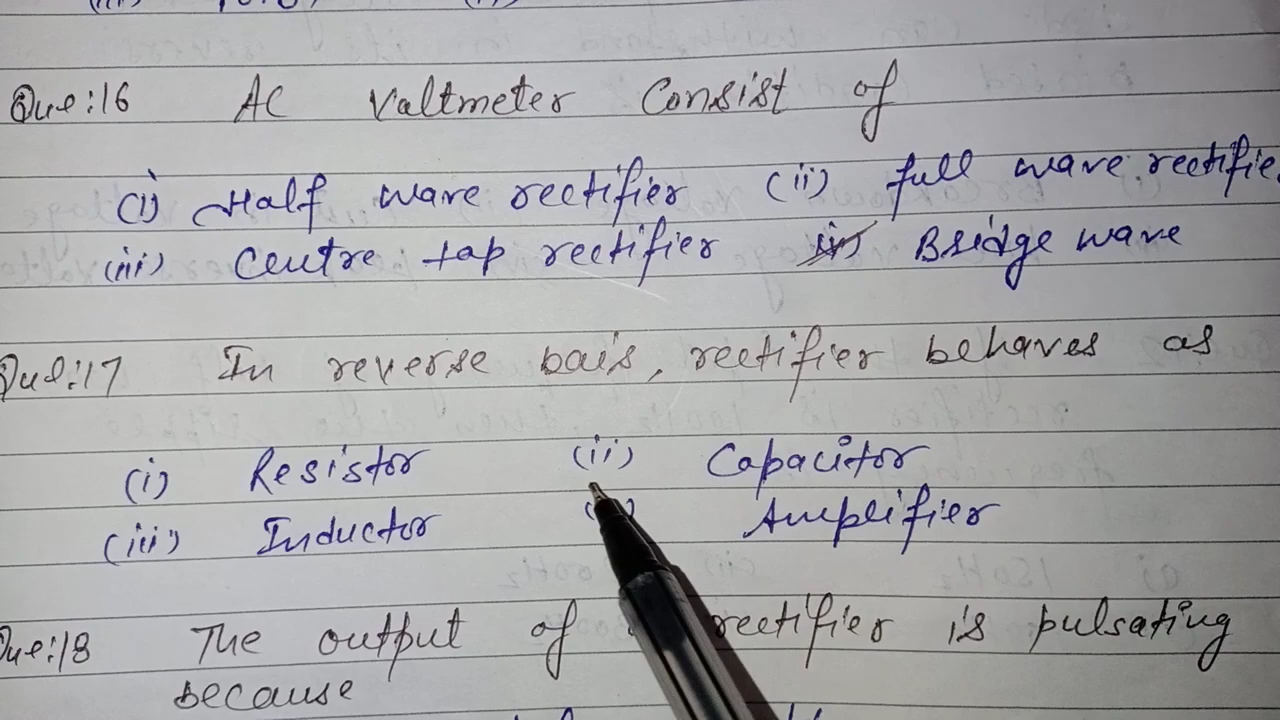 Que:16 AC Valtmeter Consist of
(i) Half wave rectifier (ii) full wave rectifie
(iii) Centre tap rectifier (iv) Bridge wave
Que:17 In reverse bais, rectifier behaves as
(i) Resistor (ii) Capacitor
(iii) Inductor Amplifier
Que:18 The output of rectifier is pulsating
because